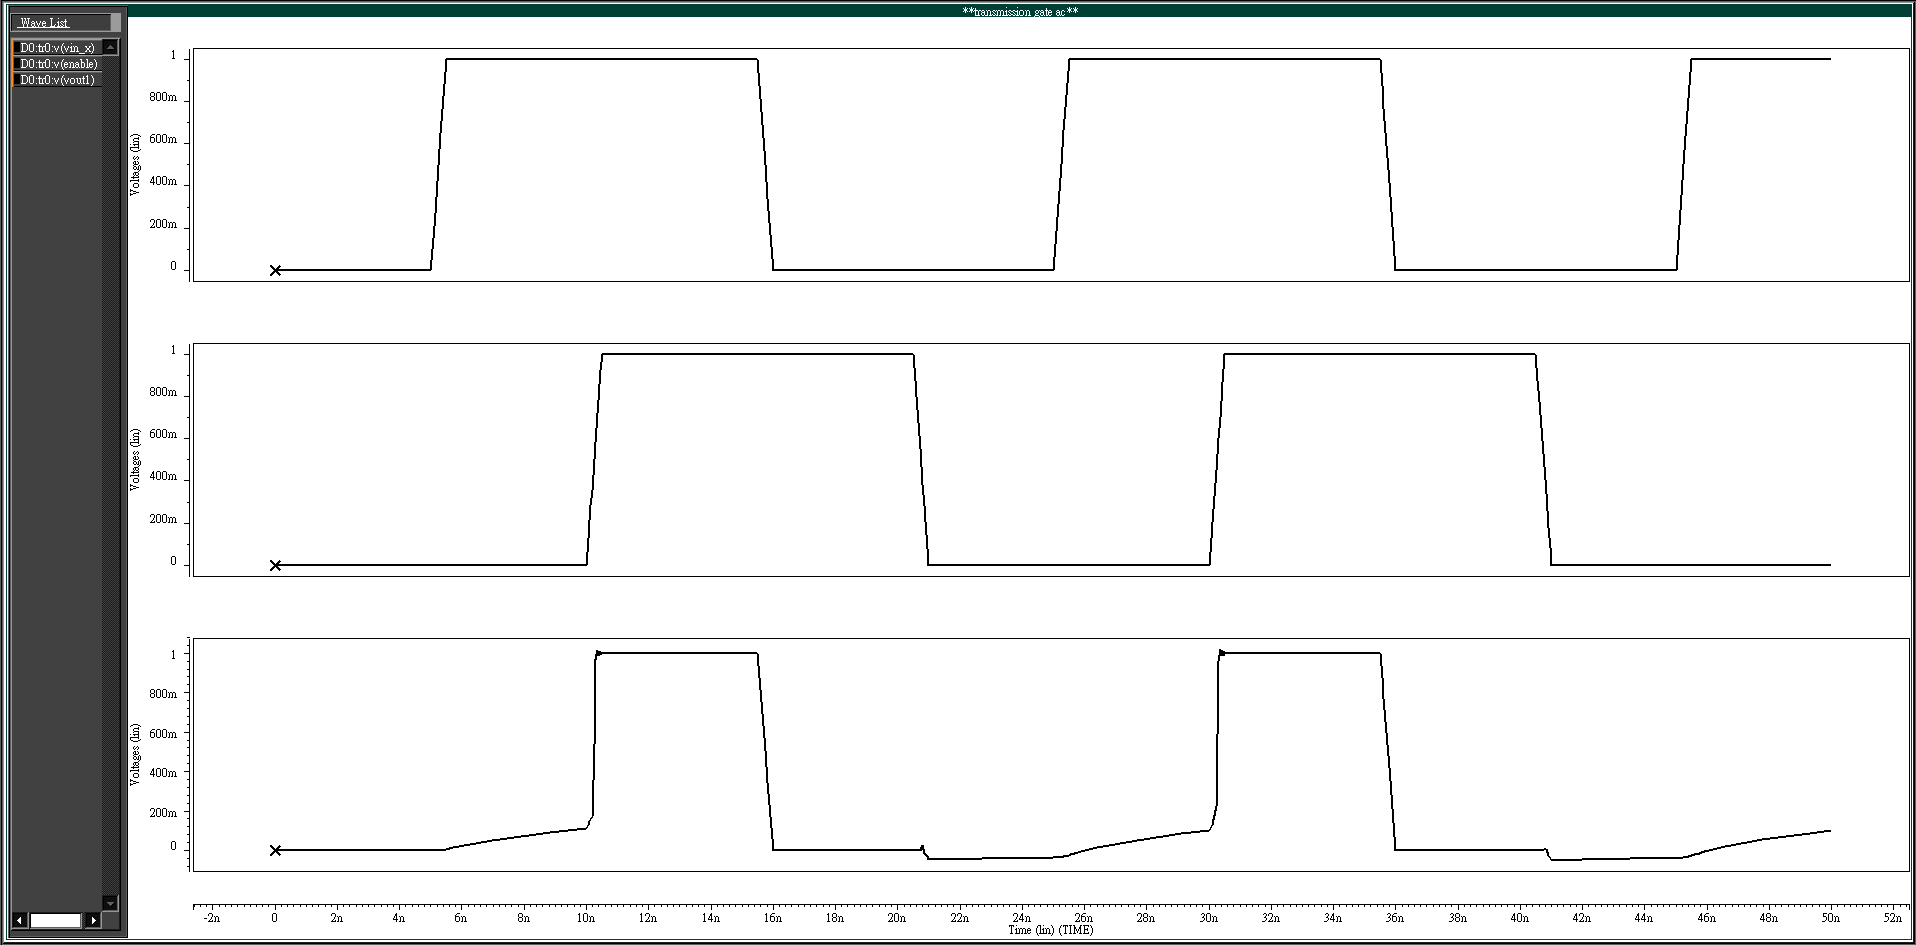 **transmission gate ac**
Wave List
D0:tr0:v(vin_x)
D0:tr0:v(enable)
D0:tr0:v(vout1)
1
800m
600m
400m
200m
0
Voltages (lin)
1
800m
600m
400m
200m
0
Voltages (lin)
1
800m
600m
400m
200m
0
Voltages (lin)
-2n 0 2n 4n 6n 8n 10n 12n 14n 16n 18n 20n 22n 24n 26n 28n 30n 32n 34n 36n 38n 40n 42n 44n 46n 48n 50n 52n
Time (lin) (TIME)